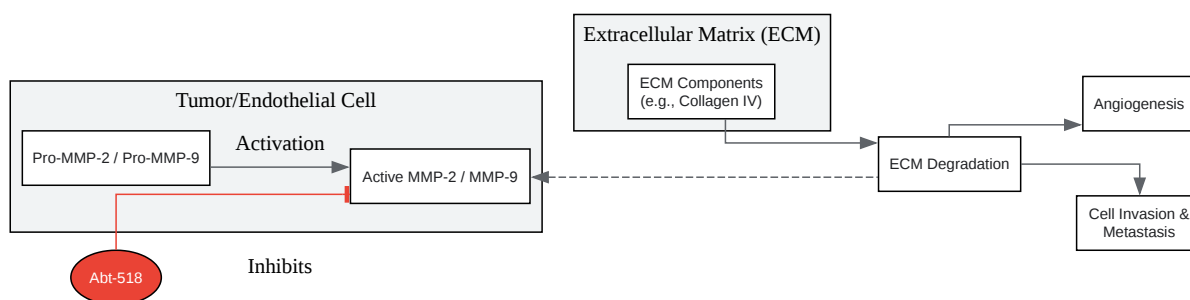 Extracellular Matrix (ECM)
ECM Components
(e.g., Collagen IV)
Tumor/Endothelial Cell
Activation
Pro-MMP-2 / Pro-MMP-9
Active MMP-2 / MMP-9
ECM Degradation
Angiogenesis
Cell Invasion &
Metastasis
Inhibits
Abt-518